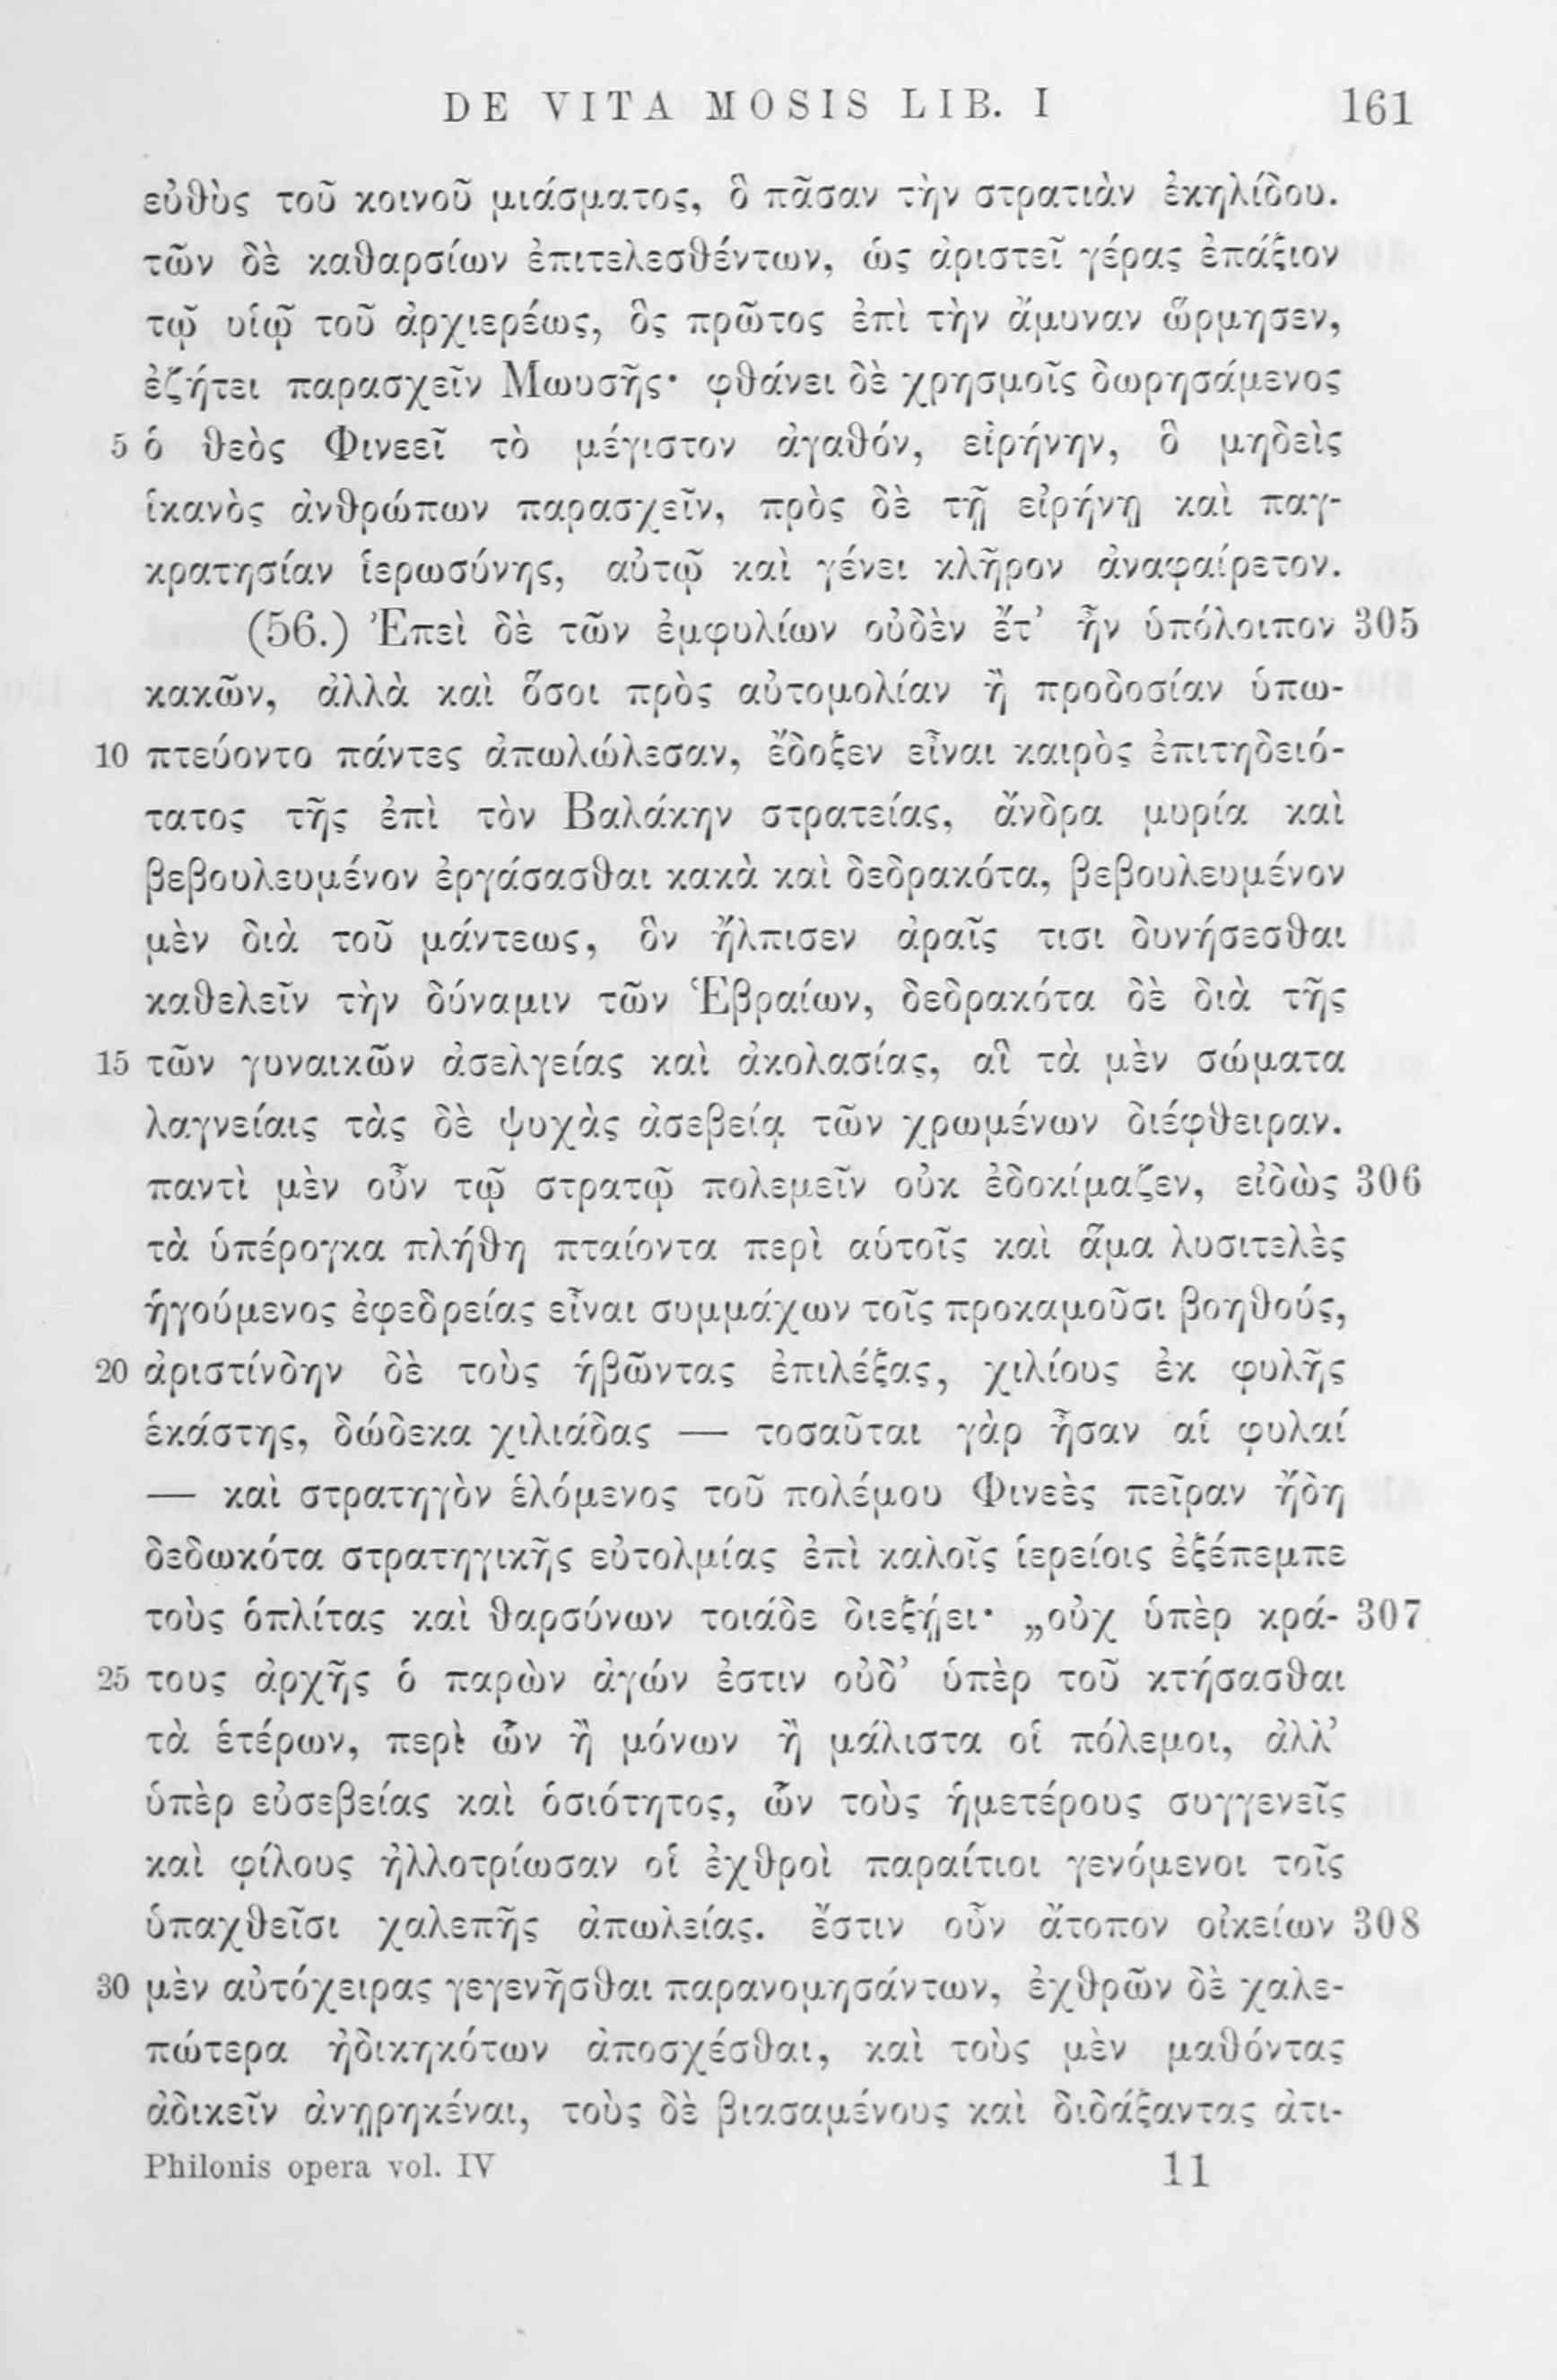 DE VITA MOSIS LIB. I 161
εὐθὺς τοῦ κοινοῦ μιάσματος, ὃ πᾶσαν τὴν στρατιὰν ἐκηλίδου.
τῶν δὲ καθαρσίων ἐπιτελεσθέντων, ὡς ἀριστεῖ γέρας ἐπάξιον
τῷ υἱῷ τοῦ ἀρχιερέως, ὃς πρῶτος ἐπὶ τὴν ἄμυναν ὥρμησεν,
ἐζήτει παρασχεῖν Μωυσῆς· φθάνει δὲ χρησμοῖς δωρησάμενος
5 ὁ θεὸς Φινεεῖ τὸ μέγιστον ἀγαθόν, εἰρήνην, ὃ μηδεὶς
ἱκανὸς ἀνθρώπων παρασχεῖν, πρὸς δὲ τῇ εἰρήνῃ καὶ παγ-
κρατησίαν ἱερωσύνης, αὐτῷ καὶ γένει κλῆρον ἀναφαίρετον.
(56.) Ἐπεὶ δὲ τῶν ἐμφυλίων οὐδὲν ἔτ’ ἦν ὑπόλοιπον 305
κακῶν, ἀλλὰ καὶ ὅσοι πρὸς αὐτομολίαν ἢ προδοσίαν ὑπω-
10 πτεύοντο πάντες ἀπωλώλεσαν, ἔδοξεν εἶναι καιρὸς ἐπιτηδειό-
τατος τῆς ἐπὶ τὸν Βαλάκην στρατείας, ἄνδρα μυρία καὶ
βεβουλευμένον ἐργάσασθαι κακὰ καὶ δεδρακότα, βεβουλευμένον
μὲν διὰ τοῦ μάντεως, ὃν ἤλπισεν ἀραῖς τισι δυνήσεσθαι
καθελεῖν τὴν δύναμιν τῶν Ἑβραίων, δεδρακότα δὲ διὰ τῆς
15 τῶν γυναικῶν ἀσελγείας καὶ ἀκολασίας, αἳ τὰ μὲν σώματα
λαγνείαις τὰς δὲ ψυχὰς ἀσεβείᾳ τῶν χρωμένων διέφθειραν.
παντὶ μὲν οὖν τῷ στρατῷ πολεμεῖν οὐκ ἐδοκίμαζεν, εἰδὼς 306
τὰ ὑπέρογκα πλήθη πταίοντα περὶ αὑτοῖς καὶ ἅμα λυσιτελὲς
ἡγούμενος ἐφεδρείας εἶναι συμμάχων τοῖς προκαμοῦσι βοηθούς,
20 ἀριστίνδην δὲ τοὺς ἡβῶντας ἐπιλέξας, χιλίους ἐκ φυλῆς
ἑκάστης, δώδεκα χιλιάδας — τοσαῦται γὰρ ἦσαν αἱ φυλαί
— καὶ στρατηγὸν ἑλόμενος τοῦ πολέμου Φινεὲς πεῖραν ἤδη
δεδωκότα στρατηγικῆς εὐτολμίας ἐπὶ καλοῖς ἱερείοις ἐξέπεμπε
τοὺς ὁπλίτας καὶ θαρσύνων τοιάδε διεξῄει· „οὐχ ὑπὲρ κρά- 307
25 τους ἀρχῆς ὁ παρὼν ἀγών ἐστιν οὐδ’ ὑπὲρ τοῦ κτήσασθαι
τὰ ἑτέρων, περὶ ὧν ἢ μόνων ἢ μάλιστα οἱ πόλεμοι, ἀλλ’
ὑπὲρ εὐσεβείας καὶ ὁσιότητος, ὧν τοὺς ἡμετέρους συγγενεῖς
καὶ φίλους ἠλλοτρίωσαν οἱ ἐχθροὶ παραίτιοι γενόμενοι τοῖς
ὑπαχθεῖσι χαλεπῆς ἀπωλείας. ἔστιν οὖν ἄτοπον οἰκείων 308
30 μὲν αὐτόχειρας γεγενῆσθαι παρανομησάντων, ἐχθρῶν δὲ χαλε-
πώτερα ἠδικηκότων ἀποσχέσθαι, καὶ τοὺς μὲν μαθόντας
ἀδικεῖν ἀνῃρηκέναι, τοὺς δὲ βιασαμένους καὶ διδάξαντας ἀτι-
Philonis opera vol. IV 11